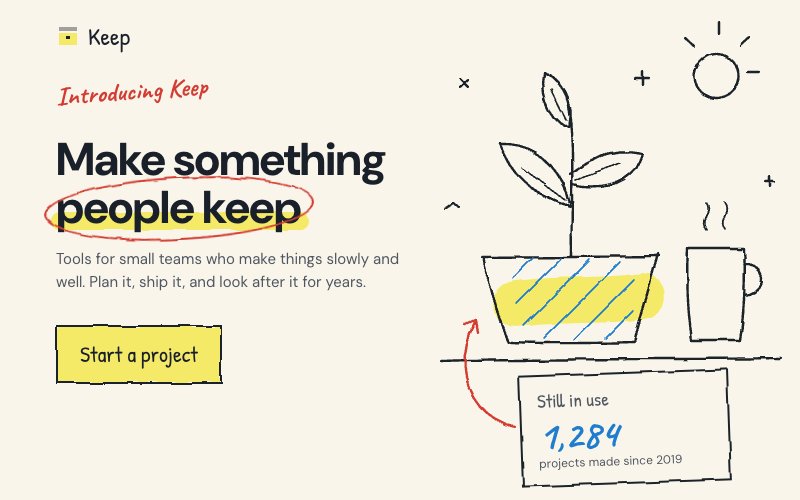 Keep
Introducing Keep
Make something
people keep
Tools for small teams who make things slowly and
well. Plan it, ship it, and look after it for years.
Start a project
Still in use
1,284
projects made since 2019